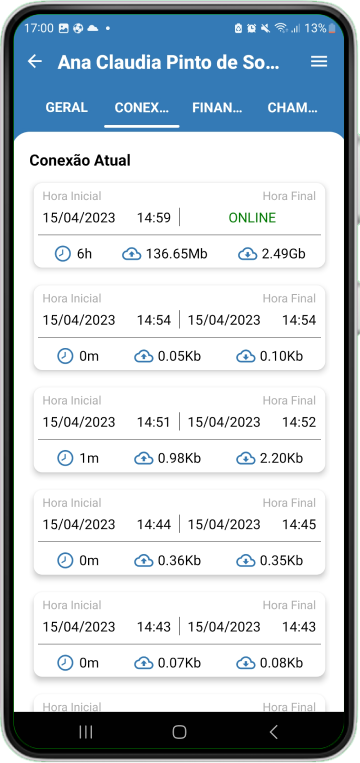 17:00 13%
Ana Claudia Pinto de So...
GERAL CONEX... FINAN... CHAM...
Conexão Atual
Hora Inicial Hora Final
15/04/2023 14:59 ONLINE
6h 136.65Mb 2.49Gb
Hora Inicial Hora Final
15/04/2023 14:54 15/04/2023 14:54
0m 0.05Kb 0.10Kb
Hora Inicial Hora Final
15/04/2023 14:51 15/04/2023 14:52
1m 0.98Kb 2.20Kb
Hora Inicial Hora Final
15/04/2023 14:44 15/04/2023 14:45
0m 0.36Kb 0.35Kb
Hora Inicial Hora Final
15/04/2023 14:43 15/04/2023 14:43
0m 0.07Kb 0.08Kb
Hora Inicial Hora Final